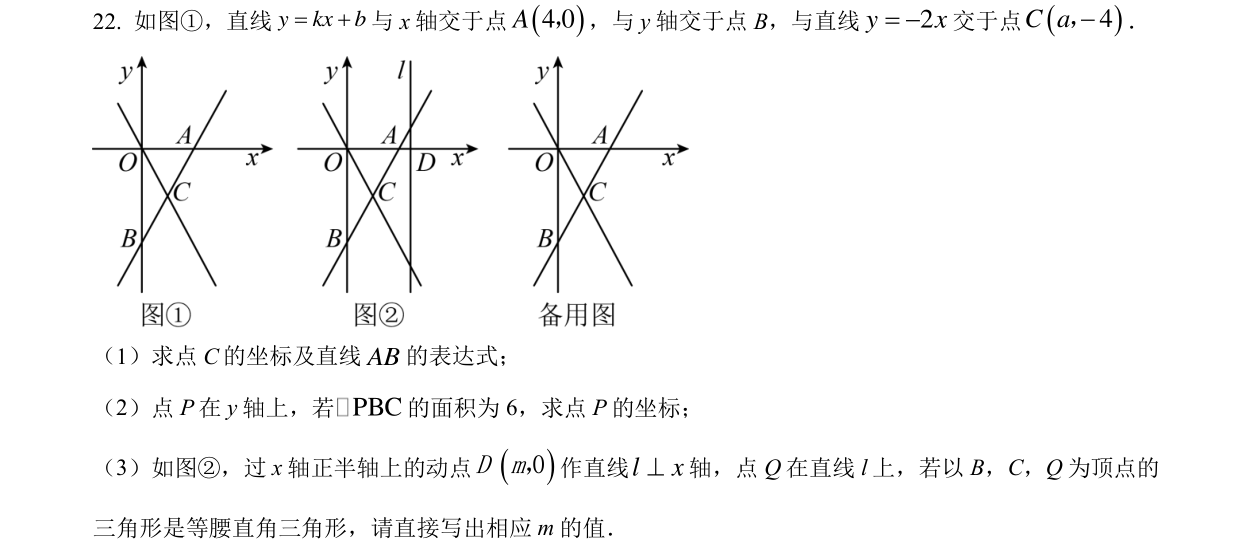 22. 如图①，直线 y = kx + b 与 x 轴交于点 A(4,0)，与 y 轴交于点 B，与直线 y = −2x 交于点 C(a,−4)．
y y l y
A A A
O x O D x O x
C C C
B B B
图① 图② 备用图
（1）求点 C 的坐标及直线 AB 的表达式；
（2）点 P 在 y 轴上，若□PBC 的面积为 6，求点 P 的坐标；
（3）如图②，过 x 轴正半轴上的动点 D(m,0) 作直线 l ⊥ x 轴，点 Q 在直线 l 上，若以 B，C，Q 为顶点的
三角形是等腰直角三角形，请直接写出相应 m 的值．